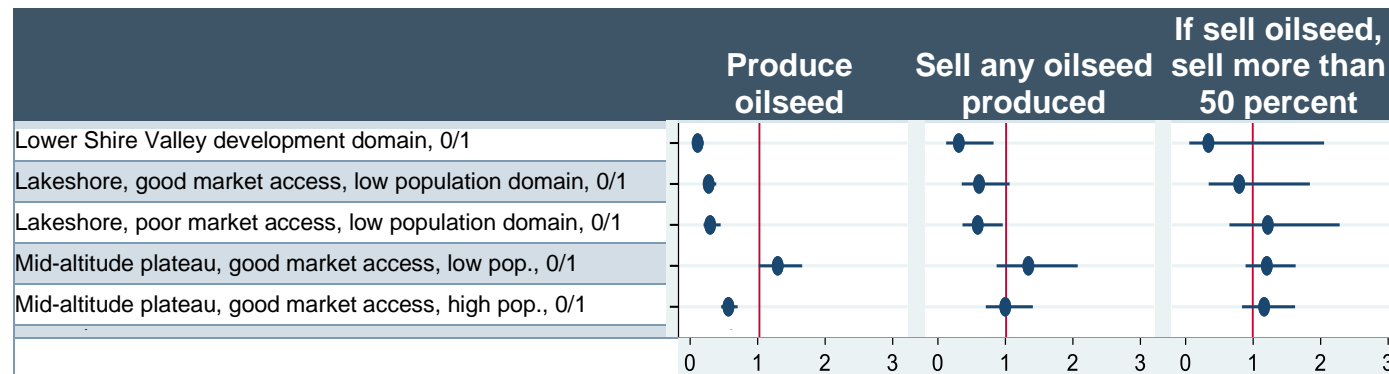 Produce
oilseed
Sell any oilseed
produced
If sell oilseed,
sell more than
50 percent
Lower Shire Valley development domain, 0/1
Lakeshore, good market access, low population domain, 0/1
Lakeshore, poor market access, low population domain, 0/1
Mid-altitude plateau, good market access, low pop., 0/1
Mid-altitude plateau, good market access, high pop., 0/1
0 1 2 3 0 1 2 3 0 1 2 3